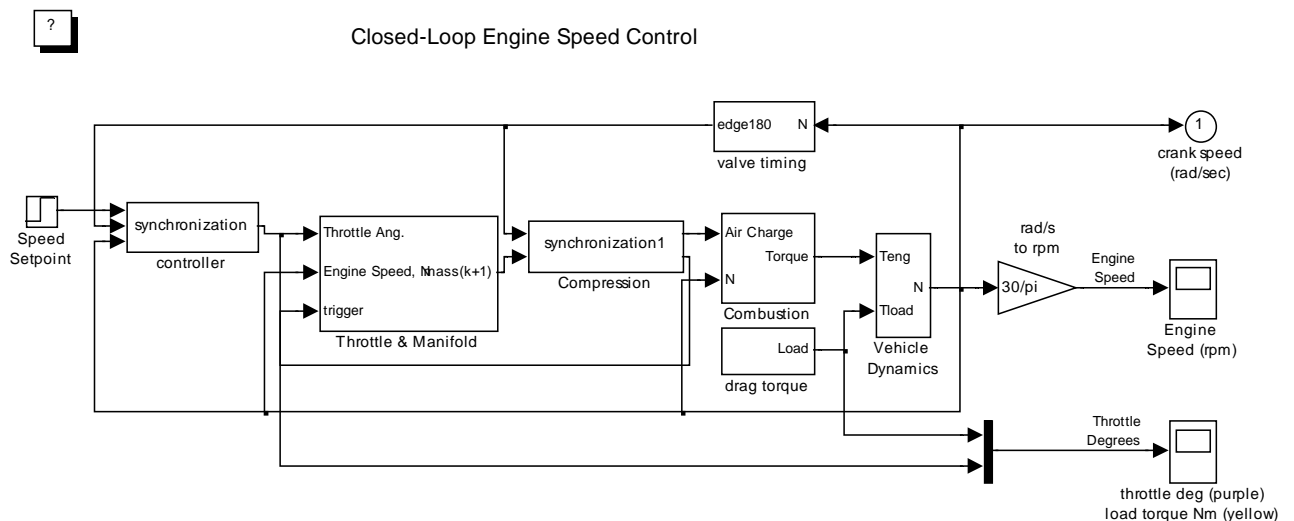 ?
Closed-Loop Engine Speed Control
edge180 N
valve timing
1
crank speed
(rad/sec)
Speed
Setpoint
synchronization
controller
Throttle Ang.
Engine Speed, N
mass(k+1)
trigger
Throttle & Manifold
synchronization1
Compression
Air Charge
Torque
N
Combustion
Load
drag torque
Teng
N
Tload
Vehicle
Dynamics
rad/s
to rpm
30/pi
Engine
Speed
Engine
Speed (rpm)
Throttle
Degrees
throttle deg (purple)
load torque Nm (yellow)